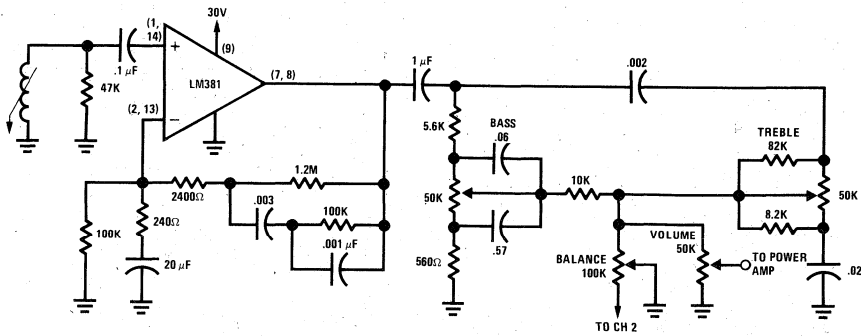 30V
(1,
14)
+
(9)
.1 µF
47K
LM381
(7, 8)
(2, 13)
−
1 µF
.002
5.6K
BASS
.06
TREBLE
82K
1.2M
2400Ω
50K
10K
50K
.003
100K
100K
240Ω
.57
8.2K
.001 µF
VOLUME
50K
20 µF
560Ω
BALANCE
100K
TO POWER
AMP
.02
TO CH 2